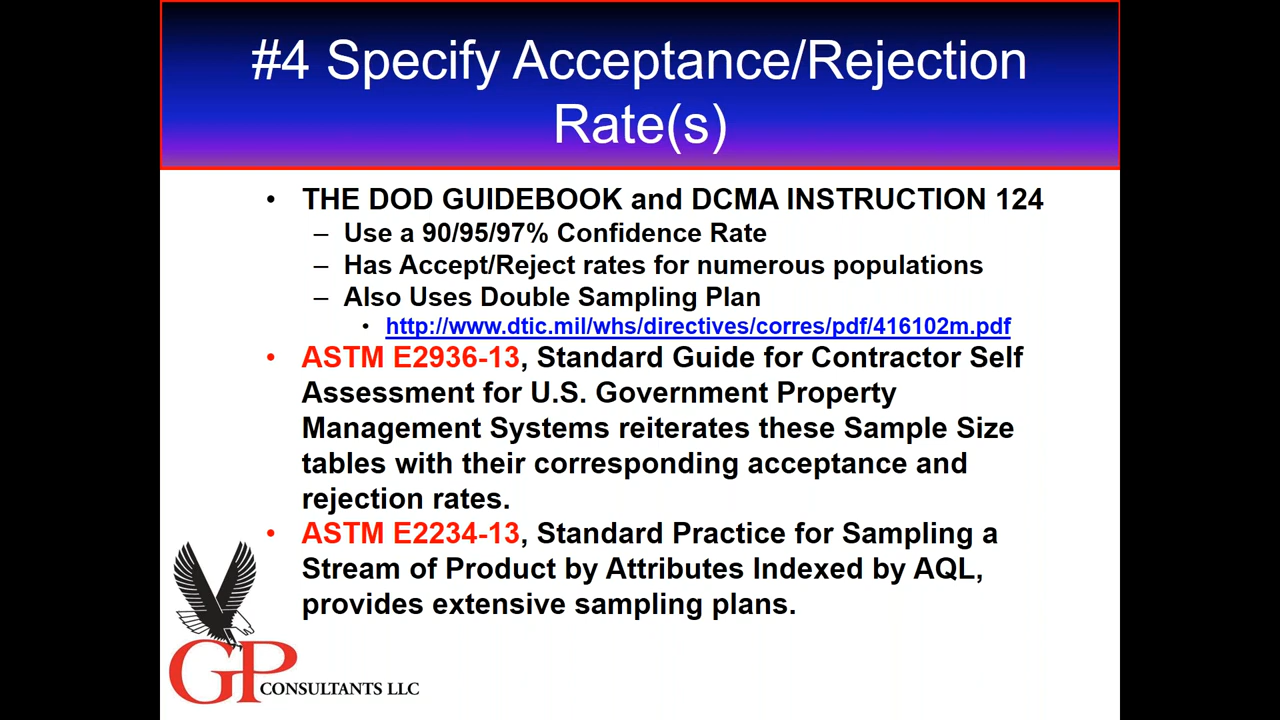 #4 Specify Acceptance/Rejection
Rate(s)
• THE DOD GUIDEBOOK and DCMA INSTRUCTION 124
– Use a 90/95/97% Confidence Rate
– Has Accept/Reject rates for numerous populations
– Also Uses Double Sampling Plan
• http://www.dtic.mil/whs/directives/corres/pdf/416102m.pdf
• ASTM E2936-13, Standard Guide for Contractor Self
Assessment for U.S. Government Property
Management Systems reiterates these Sample Size
tables with their corresponding acceptance and
rejection rates.
• ASTM E2234-13, Standard Practice for Sampling a
Stream of Product by Attributes Indexed by AQL,
provides extensive sampling plans.
GP CONSULTANTS LLC